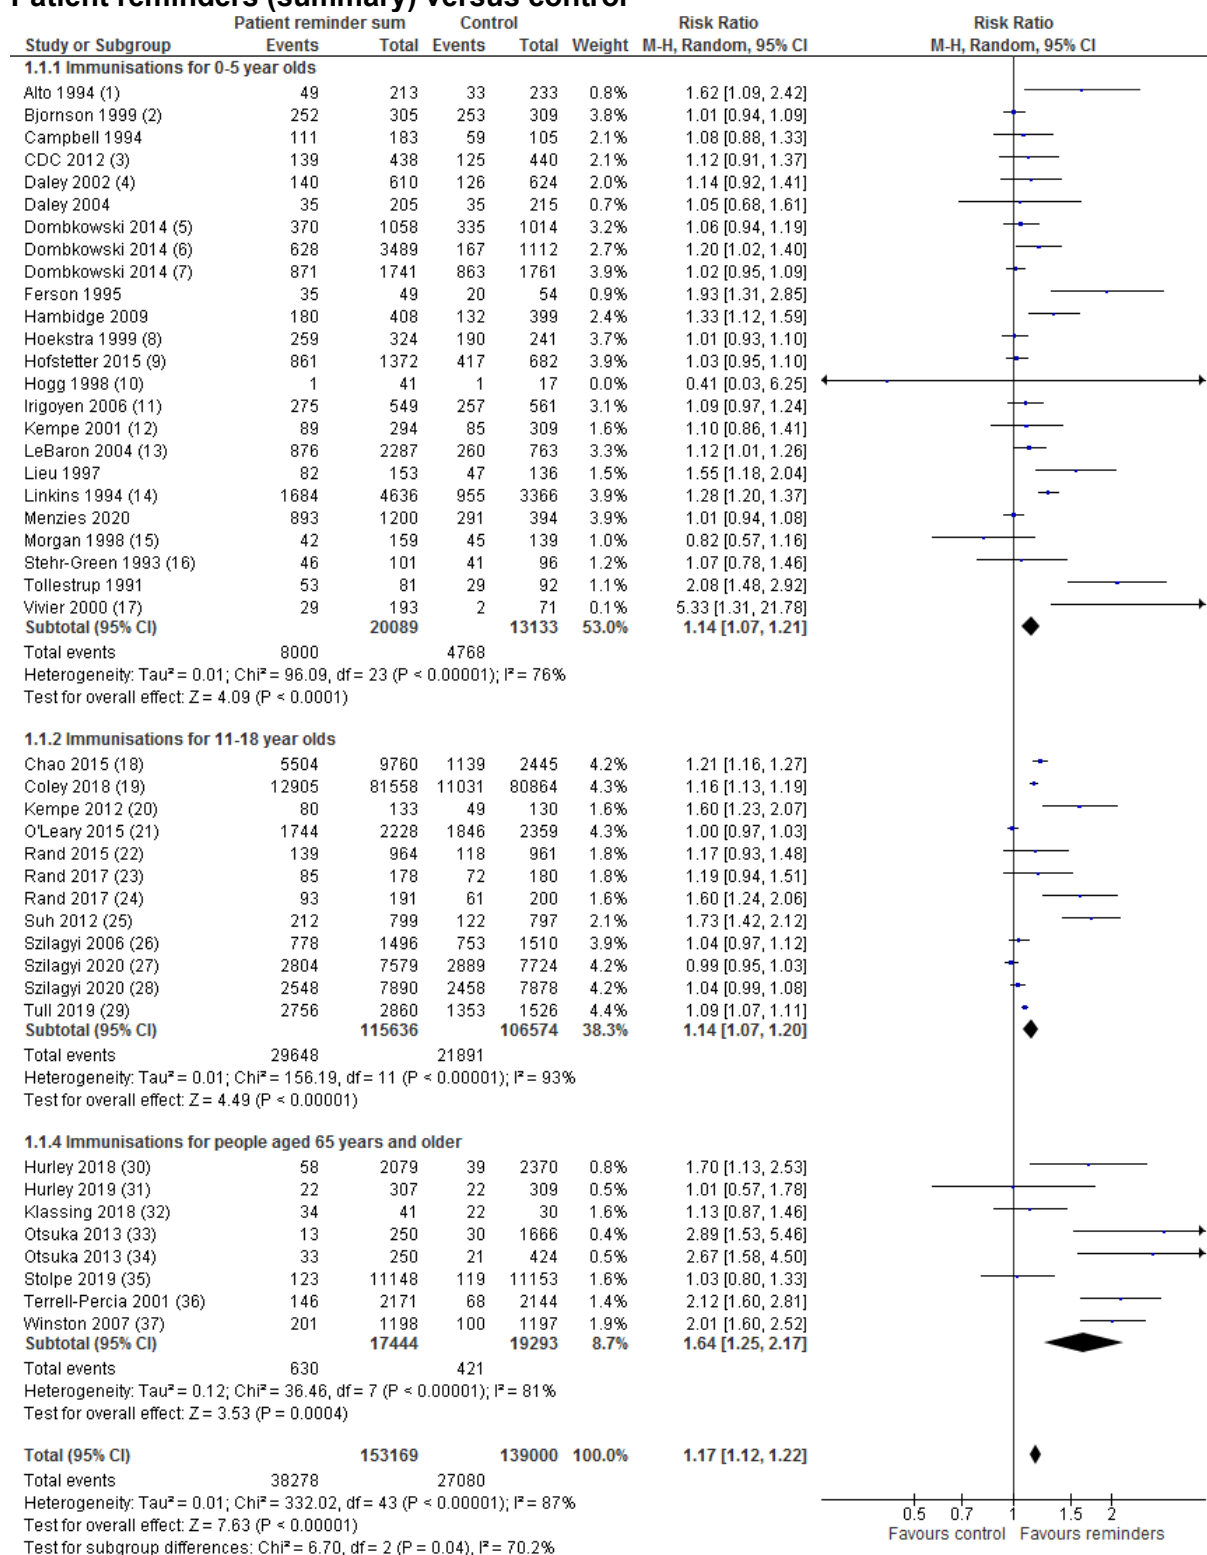 Patient reminders (summary) versus control
Patient reminder sum Control Risk Ratio Risk Ratio
Study or Subgroup Events Total Events Total Weight M-H, Random, 95% CI M-H, Random, 95% CI
1.1.1 Immunisations for 0-5 year olds
Alto 1994 (1) 49 213 33 233 0.8% 1.62 [1.09, 2.42]
Bjornson 1999 (2) 252 305 253 309 3.8% 1.01 [0.94, 1.09]
Campbell 1994 111 183 59 105 2.1% 1.08 [0.88, 1.33]
CDC 2012 (3) 139 438 125 440 2.1% 1.12 [0.91, 1.37]
Daley 2002 (4) 140 610 126 624 2.0% 1.14 [0.92, 1.41]
Daley 2004 35 205 35 215 0.7% 1.05 [0.68, 1.61]
Dombkowski 2014 (5) 370 1058 335 1014 3.2% 1.06 [0.94, 1.19]
Dombkowski 2014 (6) 628 3489 167 1112 2.7% 1.20 [1.02, 1.40]
Dombkowski 2014 (7) 871 1741 863 1761 3.9% 1.02 [0.95, 1.09]
Ferson 1995 35 49 20 54 0.9% 1.93 [1.31, 2.85]
Hambidge 2009 180 408 132 399 2.4% 1.33 [1.12, 1.59]
Hoekstra 1999 (8) 259 324 190 241 3.7% 1.01 [0.93, 1.10]
Hofstetter 2015 (9) 861 1372 417 682 3.9% 1.03 [0.95, 1.10]
Hogg 1998 (10) 1 41 1 17 0.0% 0.41 [0.03, 6.25]
Irigoyen 2006 (11) 275 549 257 561 3.1% 1.09 [0.97, 1.24]
Kempe 2001 (12) 89 294 85 309 1.6% 1.10 [0.86, 1.41]
LeBaron 2004 (13) 876 2287 260 763 3.3% 1.12 [1.01, 1.26]
Lieu 1997 82 153 47 136 1.5% 1.55 [1.18, 2.04]
Linkins 1994 (14) 1684 4636 955 3366 3.9% 1.28 [1.20, 1.37]
Menzies 2020 893 1200 291 394 3.9% 1.01 [0.94, 1.08]
Morgan 1998 (15) 42 159 45 139 1.0% 0.82 [0.57, 1.16]
Stehr-Green 1993 (16) 46 101 41 96 1.2% 1.07 [0.78, 1.46]
Tollestrup 1991 53 81 29 92 1.1% 2.08 [1.48, 2.92]
Vivier 2000 (17) 29 193 2 71 0.1% 5.33 [1.31, 21.78]
Subtotal (95% CI) 20089 13133 53.0% 1.14 [1.07, 1.21]
Total events 8000 4768
Heterogeneity: Tau² = 0.01; Chi² = 96.09, df = 23 (P < 0.00001); I² = 76%
Test for overall effect: Z = 4.09 (P < 0.0001)
1.1.2 Immunisations for 11-18 year olds
Chao 2015 (18) 5504 9760 1139 2445 4.2% 1.21 [1.16, 1.27]
Coley 2018 (19) 12905 81558 11031 80864 4.3% 1.16 [1.13, 1.19]
Kempe 2012 (20) 80 133 49 130 1.6% 1.60 [1.23, 2.07]
O'Leary 2015 (21) 1744 2228 1846 2359 4.3% 1.00 [0.97, 1.03]
Rand 2015 (22) 139 964 118 961 1.8% 1.17 [0.93, 1.48]
Rand 2017 (23) 85 178 72 180 1.8% 1.19 [0.94, 1.51]
Rand 2017 (24) 93 191 61 200 1.6% 1.60 [1.24, 2.06]
Suh 2012 (25) 212 799 122 797 2.1% 1.73 [1.42, 2.12]
Szilagyi 2006 (26) 778 1496 753 1510 3.9% 1.04 [0.97, 1.12]
Szilagyi 2020 (27) 2804 7579 2889 7724 4.2% 0.99 [0.95, 1.03]
Szilagyi 2020 (28) 2548 7890 2458 7878 4.2% 1.04 [0.99, 1.08]
Tull 2019 (29) 2756 2860 1353 1526 4.4% 1.09 [1.07, 1.11]
Subtotal (95% CI) 115636 106574 38.3% 1.14 [1.07, 1.20]
Total events 29648 21891
Heterogeneity: Tau² = 0.01; Chi² = 156.19, df = 11 (P < 0.00001); I² = 93%
Test for overall effect: Z = 4.49 (P < 0.00001)
1.1.4 Immunisations for people aged 65 years and older
Hurley 2018 (30) 58 2079 39 2370 0.8% 1.70 [1.13, 2.53]
Hurley 2019 (31) 22 307 22 309 0.5% 1.01 [0.57, 1.78]
Klassing 2018 (32) 34 41 22 30 1.6% 1.13 [0.87, 1.46]
Otsuka 2013 (33) 13 250 30 1666 0.4% 2.89 [1.53, 5.46]
Otsuka 2013 (34) 33 250 21 424 0.5% 2.67 [1.58, 4.50]
Stolpe 2019 (35) 123 11148 119 11153 1.6% 1.03 [0.80, 1.33]
Terrell-Percia 2001 (36) 146 2171 68 2144 1.4% 2.12 [1.60, 2.81]
Winston 2007 (37) 201 1198 100 1197 1.9% 2.01 [1.60, 2.52]
Subtotal (95% CI) 17444 19293 8.7% 1.64 [1.25, 2.17]
Total events 630 421
Heterogeneity: Tau² = 0.12; Chi² = 36.46, df = 7 (P < 0.00001); I² = 81%
Test for overall effect: Z = 3.53 (P = 0.0004)
Total (95% CI) 153169 139000 100.0% 1.17 [1.12, 1.22]
Total events 38278 27080
Heterogeneity: Tau² = 0.01; Chi² = 332.02, df = 43 (P < 0.00001); I² = 87%
Test for overall effect: Z = 7.63 (P < 0.00001)
Test for subgroup differences: Chi² = 6.70, df = 2 (P = 0.04), I² = 70.2%
0.5 0.7 1 1.5 2
Favours control Favours reminders